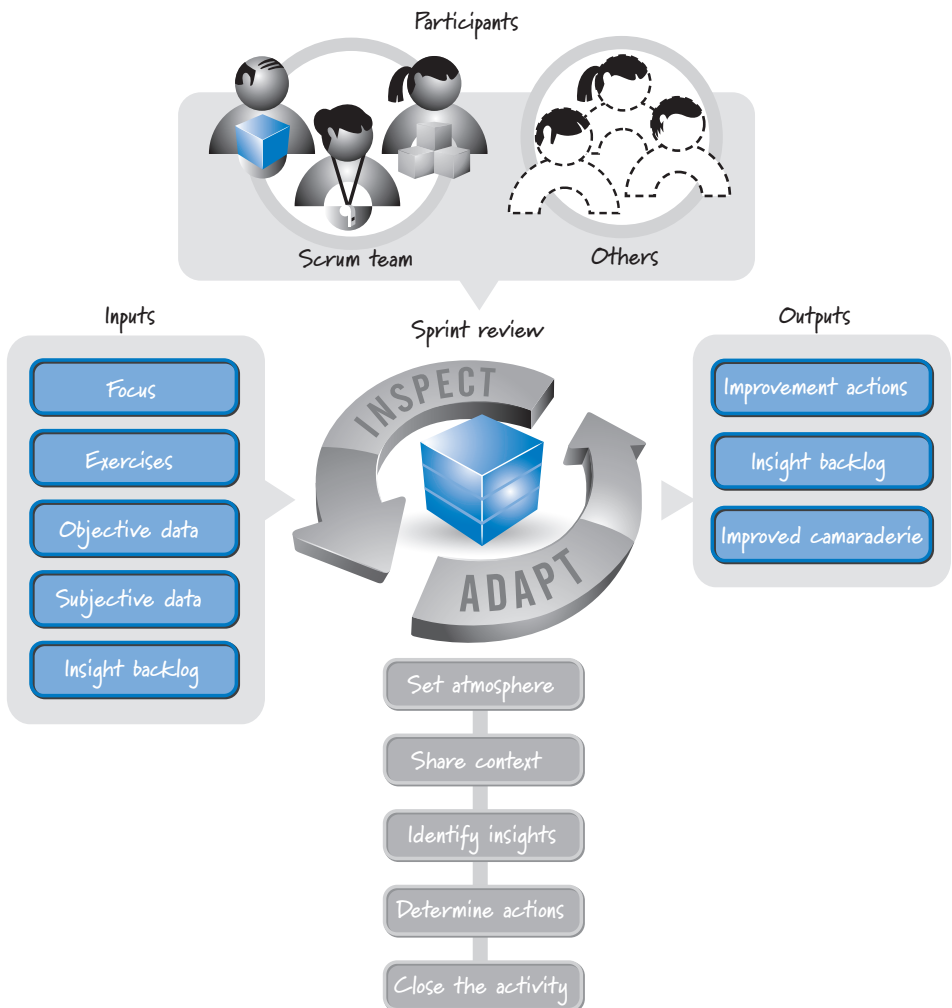 Participants
Scrum team
Others
Inputs
Focus
Exercises
Objective data
Subjective data
Insight backlog
Sprint review
INSPECT
ADAPT
Set atmosphere
Share context
Identify insights
Determine actions
Close the activity
Outputs
Improvement actions
Insight backlog
Improved camaraderie